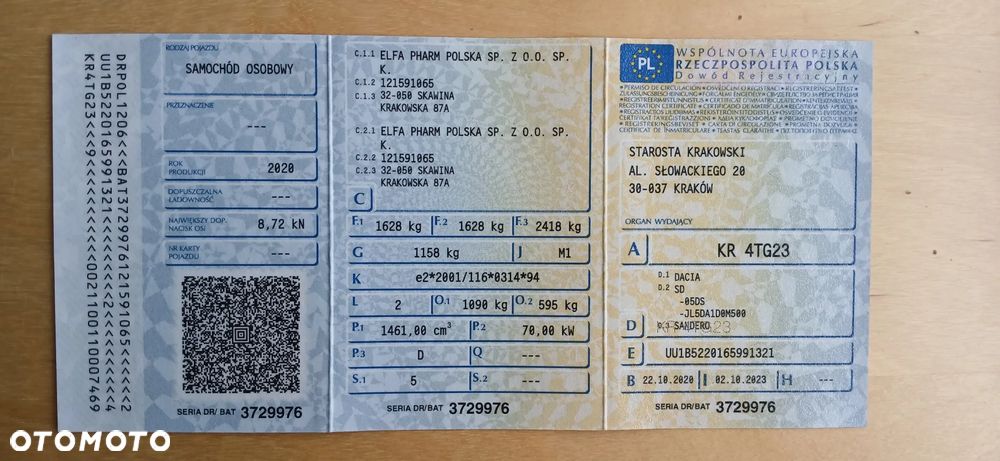 DRPOL1006<<BAT3729976121591065<<<<<2
UU1B5220165991321<<<<<2<<<<<<<<<<<<4
KR4TG23<<9<<<<<<<<<0021100110007469
RODZAJ POJAZDU
SAMOCHÓD OSOBOWY
PRZEZNACZENIE
---
ROK PRODUKCJI
2020
DOPUSZCZALNA ŁADOWNOŚĆ
---
NAJWIĘKSZY DOP. NACISK OSI
8,72 kN
NR KARTY POJAZDU
---
SERIA DR/BAT 3729976
C.1.1 ELFA PHARM POLSKA SP. Z O.O. SP.
K.
C.1.2 121591065
C.1.3 32-050 SKAWINA
KRAKOWSKA 87A
C.2.1 ELFA PHARM POLSKA SP. Z O.O. SP.
K.
C.2.2 121591065
C.2.3 32-050 SKAWINA
KRAKOWSKA 87A
C
F.1 1628 kg F.2 1628 kg F.3 2418 kg
G 1158 kg J M1
K e2*2001/116*0314*94
L 2 O.1 1090 kg O.2 595 kg
P.1 1461,00 cm³ P.2 70,00 kW
P.3 D Q ---
S.1 5 S.2 ---
SERIA DR/BAT 3729976
PL
WSPÓLNOTA EUROPEJSKA
RZECZPOSPOLITA POLSKA
Dowód Rejestracyjny
STAROSTA KRAKOWSKI
AL. SŁOWACKIEGO 20
30-037 KRAKÓW
ORGAN WYDAJĄCY
A KR 4TG23
D.1 DACIA
D.2 SD
-05DS
-JL5DA1D0M500
D D.3 SANDERO
E UU1B5220165991321
B 22.10.2020 I 02.10.2023 H ---
SERIA DR/BAT 3729976
OTOMOTO